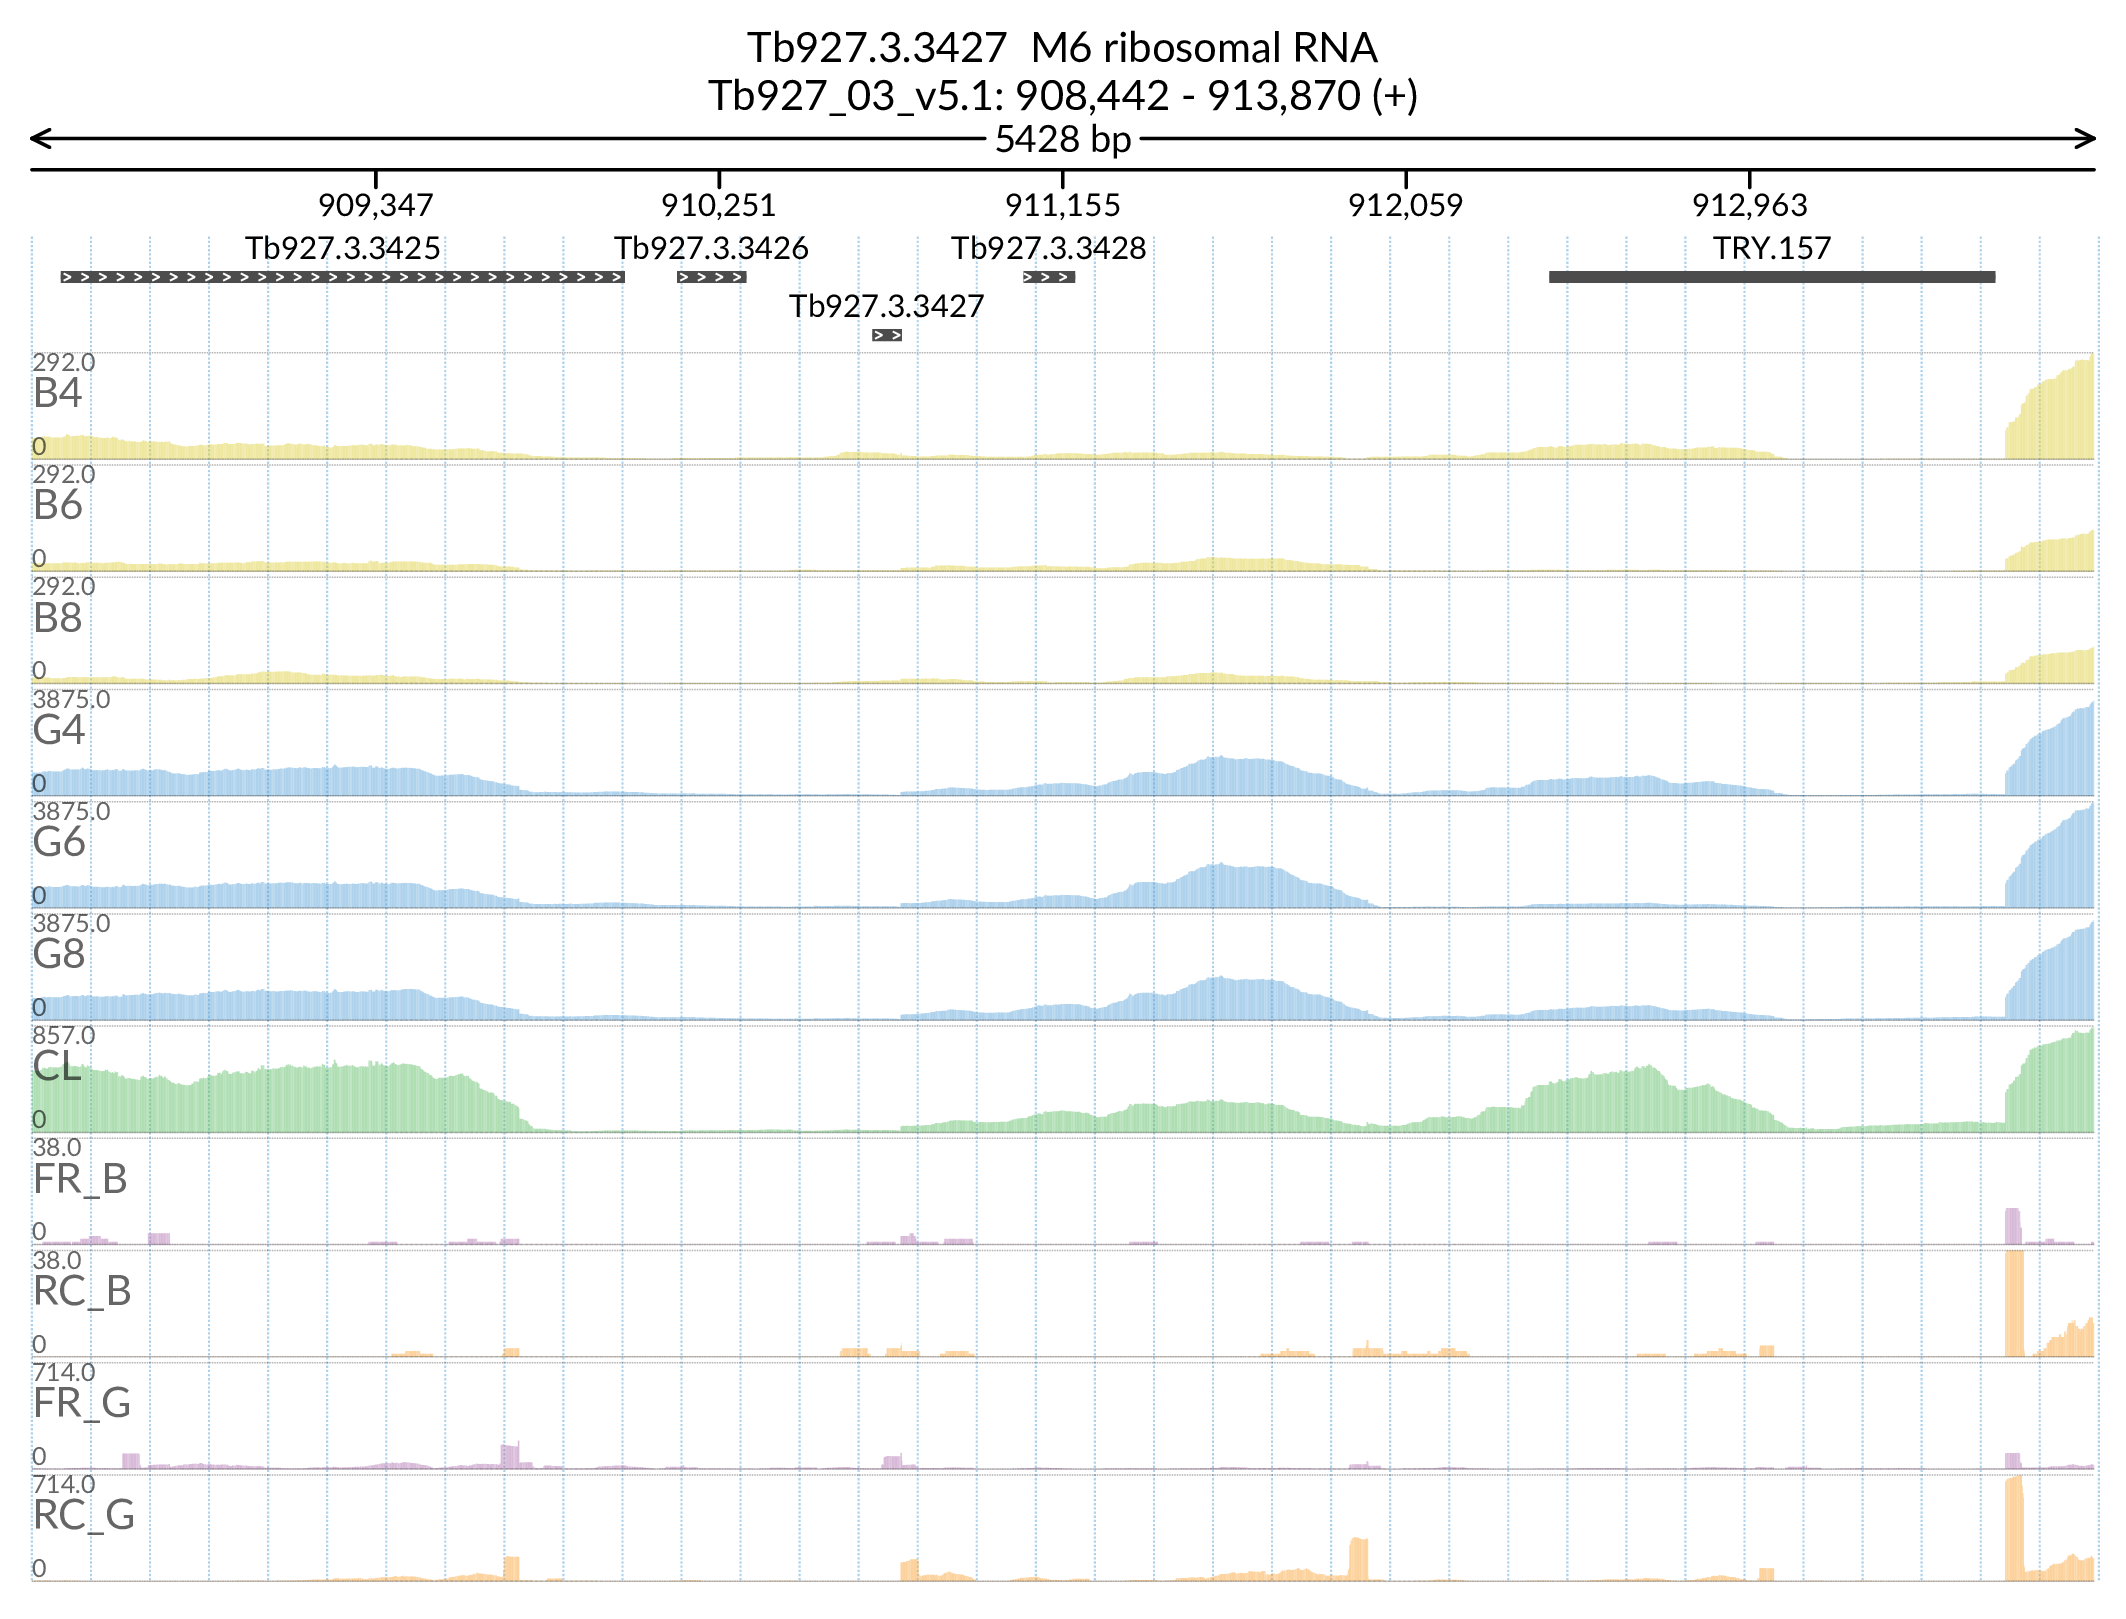 Tb927.3.3427  M6 ribosomal RNA
Tb927_03_v5.1: 908,442 - 913,870 (+)
5428 bp
909,347 910,251 911,155 912,059 912,963
Tb927.3.3425 Tb927.3.3426 Tb927.3.3428 TRY.157
Tb927.3.3427
292.0
B4
0
292.0
B6
0
292.0
B8
0
3875.0
G4
0
3875.0
G6
0
3875.0
G8
0
857.0
CL
0
38.0
FR_B
0
38.0
RC_B
0
714.0
FR_G
0
714.0
RC_G
0